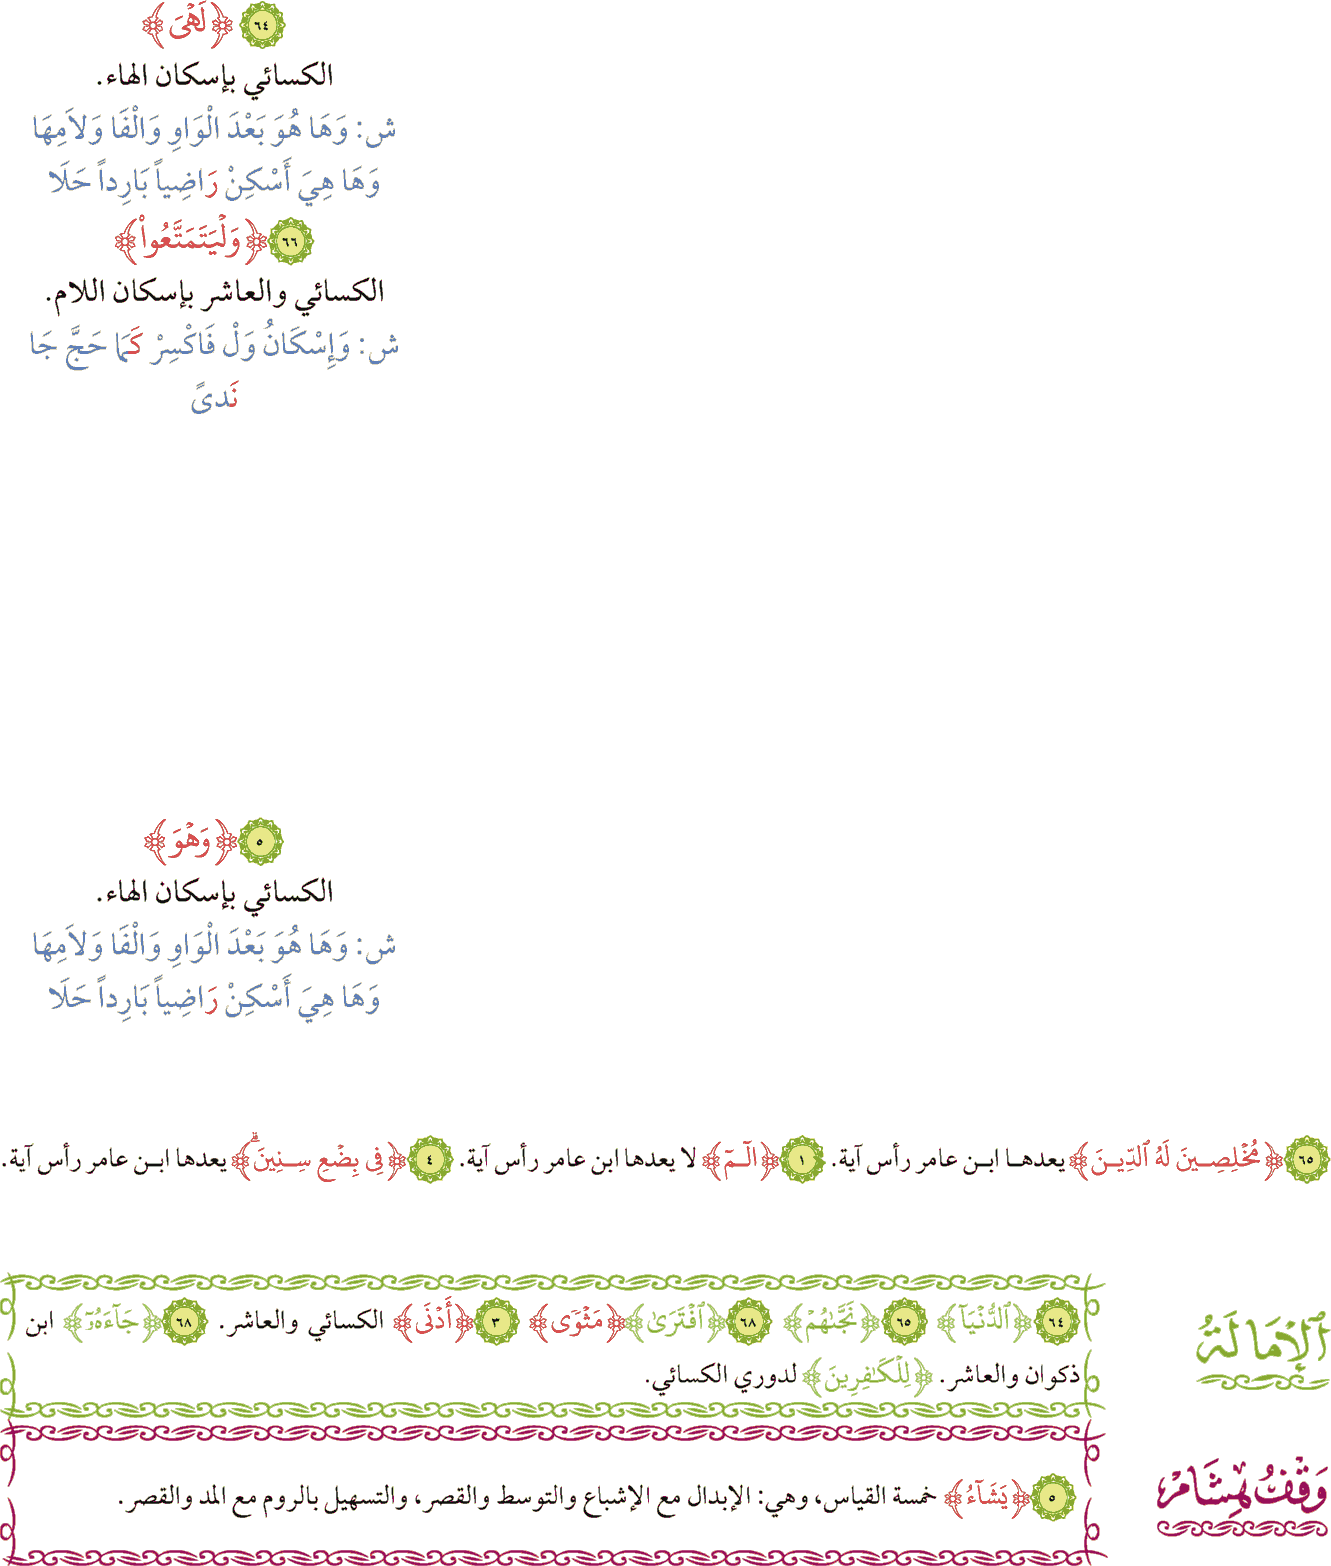 ٦٤ ﴿لَهْىَ﴾
الكسائي بإسكان الهاء.
ش: وَهَا هُوَ بَعْدَ الْوَاوِ وَالْفَا وَلاَمِهَا
وَهَا هِيَ أَسْكِنْ رَاضِياً بَارِداً حَلَا
٦٦ ﴿وَلْيَتَمَتَّعُواْ﴾
الكسائي والعاشر بإسكان اللام.
ش: وَإِسْكَانُ وَلْ فَاكْسِرْ كَمَا حَجَّ جَا
نَدىً
٥ ﴿وَهْوَ﴾
الكسائي بإسكان الهاء.
ش: وَهَا هُوَ بَعْدَ الْوَاوِ وَالْفَا وَلاَمِهَا
وَهَا هِيَ أَسْكِنْ رَاضِياً بَارِداً حَلَا
٦٥ ﴿مُخْلِصِينَ لَهُ ٱلدِّينَ﴾ يعدها ابن عامر رأس آية. ١ ﴿الٓمٓ﴾ لا يعدها ابن عامر رأس آية. ٤ ﴿فِى بِضْعِ سِنِينَۗ﴾ يعدها ابن عامر رأس آية.
ٱلْإِمَالَةُ
٦٤ ﴿ٱلدُّنْيَآ﴾ ٦٥ ﴿نَجَّىٰهُمْ﴾ ٦٨ ﴿ٱفْتَرَىٰ﴾ ﴿مَثْوًى﴾ ٣ ﴿أَدْنَى﴾ الكسائي والعاشر. ٦٨ ﴿جَآءَهُۥٓ﴾ ابن
ذكوان والعاشر. ﴿لِلْكَـٰفِرِينَ﴾ لدوري الكسائي.
وَقْفُ هِشَامٍ
٥ ﴿يَشَآءُ﴾ خمسة القياس، وهي: الإبدال مع الإشباع والتوسط والقصر، والتسهيل بالروم مع المد والقصر.